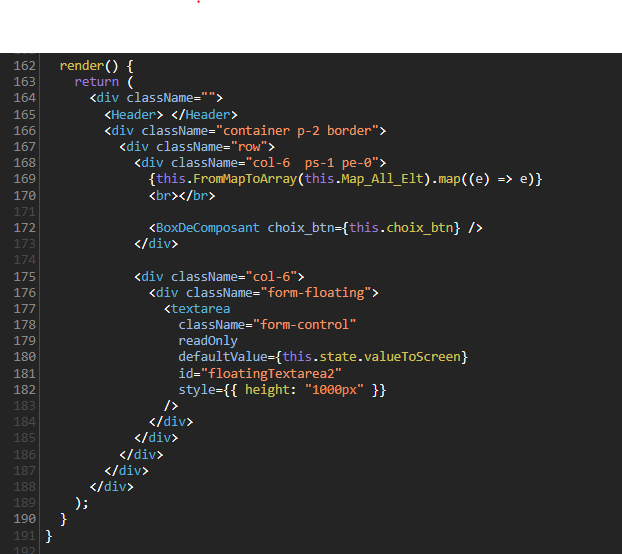 162 render() {
163 return (
164 <div className="">
165 <Header> </Header>
166 <div className="container p-2 border">
167 <div className="row">
168 <div className="col-6  ps-1 pe-0">
169 {this.FromMapToArray(this.Map_All_Elt).map((e) => e)}
170 <br></br>
171
172 <BoxDeComposant choix_btn={this.choix_btn} />
173 </div>
174
175 <div className="col-6">
176 <div className="form-floating">
177 <textarea
178 className="form-control"
179 readOnly
180 defaultValue={this.state.valueToScreen}
181 id="floatingTextarea2"
182 style={{ height: "1000px" }}
183 />
184 </div>
185 </div>
186 </div>
187 </div>
188 </div>
189 );
190 }
191 }
192